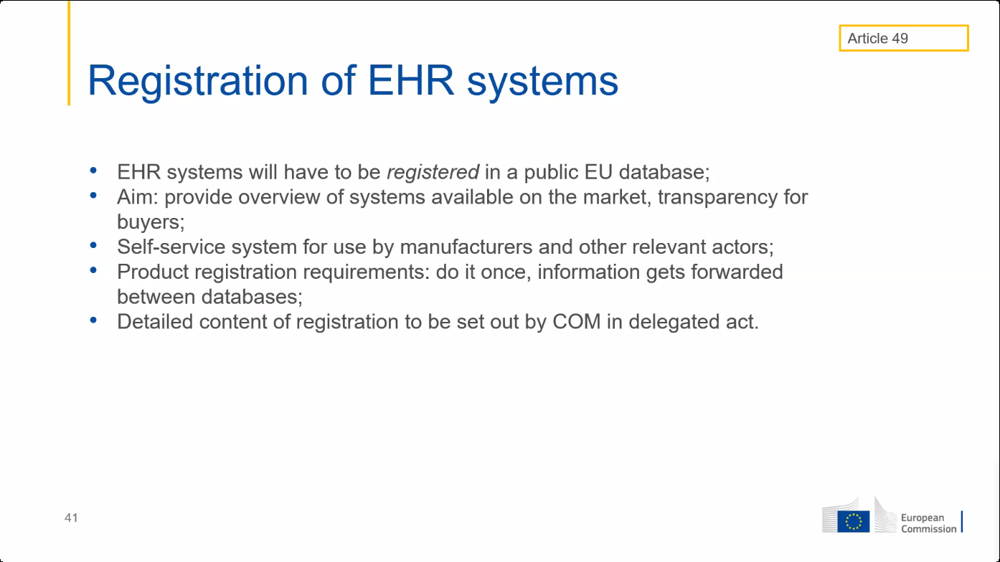 Article 49
Registration of EHR systems
• EHR systems will have to be registered in a public EU database;
• Aim: provide overview of systems available on the market, transparency for
buyers;
• Self-service system for use by manufacturers and other relevant actors;
• Product registration requirements: do it once, information gets forwarded
between databases;
• Detailed content of registration to be set out by COM in delegated act.
41
European
Commission